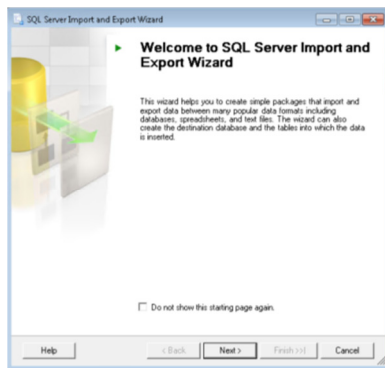 SQL Server Import and Export Wizard
Welcome to SQL Server Import and
Export Wizard
This wizard helps you to create simple packages that import and
export data between many popular data formats including
databases, spreadsheets, and text files. The wizard can also
create the destination database and the tables into which the data
is inserted.
Do not show this starting page again.
Help < Back Next > Finish >>| Cancel